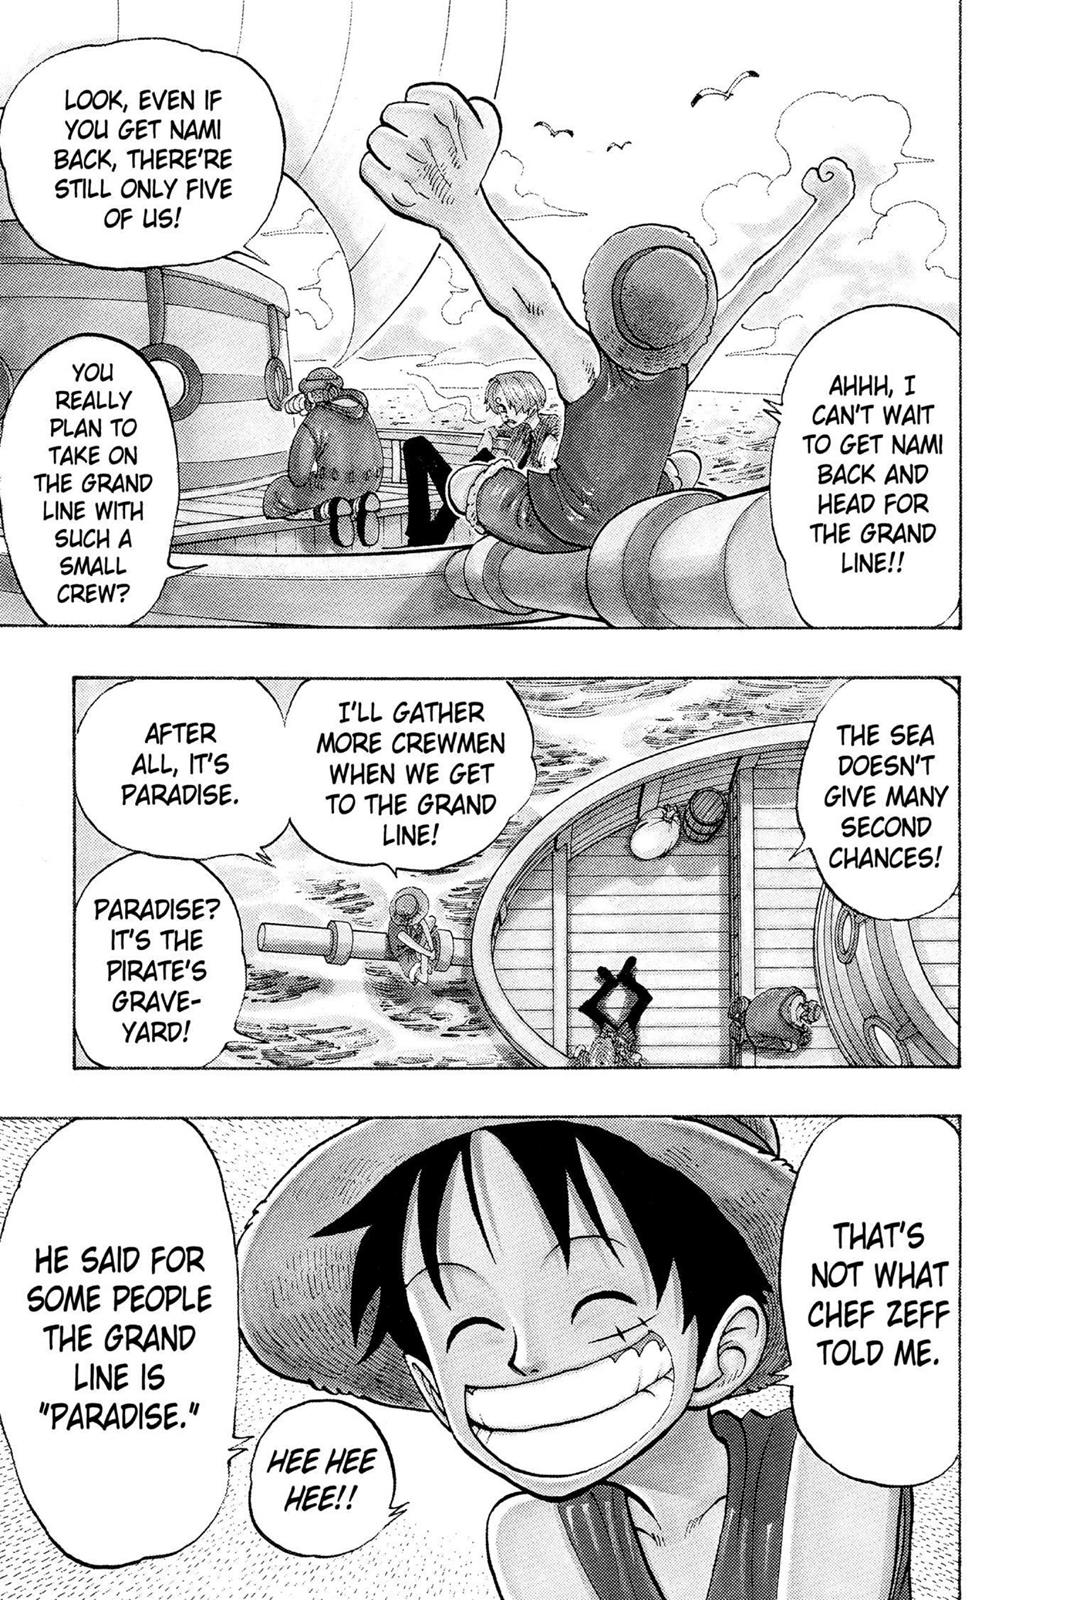 AHHH, I
CAN'T WAIT
TO GET NAMI
BACK AND
HEAD FOR
THE GRAND
LINE!!
LOOK, EVEN IF
YOU GET NAMI
BACK, THERE'RE
STILL ONLY FIVE
OF US!
YOU
REALLY
PLAN TO
TAKE ON
THE GRAND
LINE WITH
SUCH A
SMALL
CREW?
THE SEA
DOESN'T
GIVE MANY
SECOND
CHANCES!
I'LL GATHER
MORE CREWMEN
WHEN WE GET
TO THE GRAND
LINE!
AFTER
ALL, IT'S
PARADISE.
PARADISE?
IT'S THE
PIRATE'S
GRAVE-
YARD!
THAT'S
NOT WHAT
CHEF ZEFF
TOLD ME.
HE SAID FOR
SOME PEOPLE
THE GRAND
LINE IS
"PARADISE."
HEE HEE
HEE!!